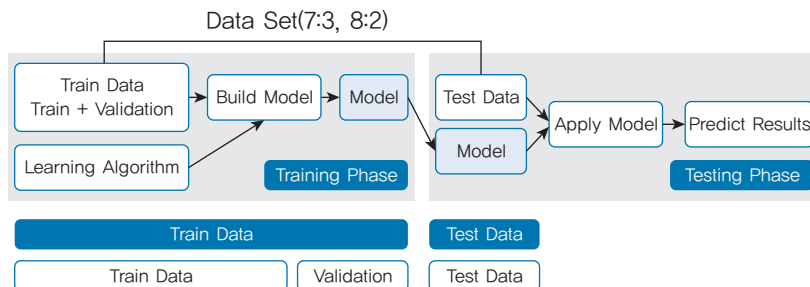 Data Set(7:3, 8:2)
Train Data
Train + Validation
Build Model
Model
Learning Algorithm
Training Phase
Test Data
Model
Apply Model
Predict Results
Testing Phase
Train Data
Test Data
Train Data
Validation
Test Data